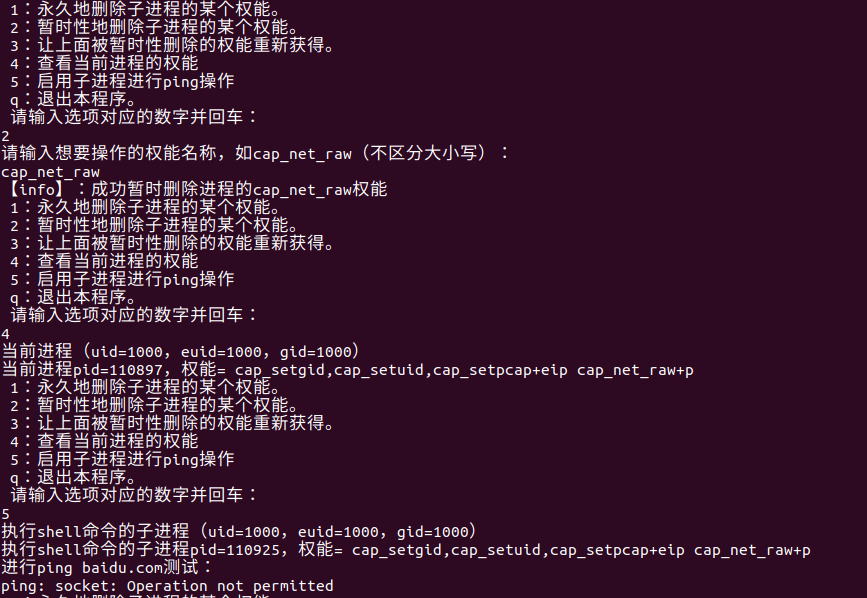 1：永久地删除子进程的某个权能。
2：暂时性地删除子进程的某个权能。
3：让上面被暂时性删除的权能重新获得。
4：查看当前进程的权能
5：启用子进程进行ping操作
q：退出本程序。
请输入选项对应的数字并回车：
2
请输入想要操作的权能名称，如cap_net_raw（不区分大小写）：
cap_net_raw
【info】：成功暂时删除进程的cap_net_raw权能
1：永久地删除子进程的某个权能。
2：暂时性地删除子进程的某个权能。
3：让上面被暂时性删除的权能重新获得。
4：查看当前进程的权能
5：启用子进程进行ping操作
q：退出本程序。
请输入选项对应的数字并回车：
4
当前进程（uid=1000，euid=1000，gid=1000）
当前进程pid=110897，权能= cap_setgid,cap_setuid,cap_setpcap+eip cap_net_raw+p
1：永久地删除子进程的某个权能。
2：暂时性地删除子进程的某个权能。
3：让上面被暂时性删除的权能重新获得。
4：查看当前进程的权能
5：启用子进程进行ping操作
q：退出本程序。
请输入选项对应的数字并回车：
5
执行shell命令的子进程（uid=1000，euid=1000，gid=1000）
执行shell命令的子进程pid=110925，权能= cap_setgid,cap_setuid,cap_setpcap+eip cap_net_raw+p
进行ping baidu.com测试：
ping: socket: Operation not permitted